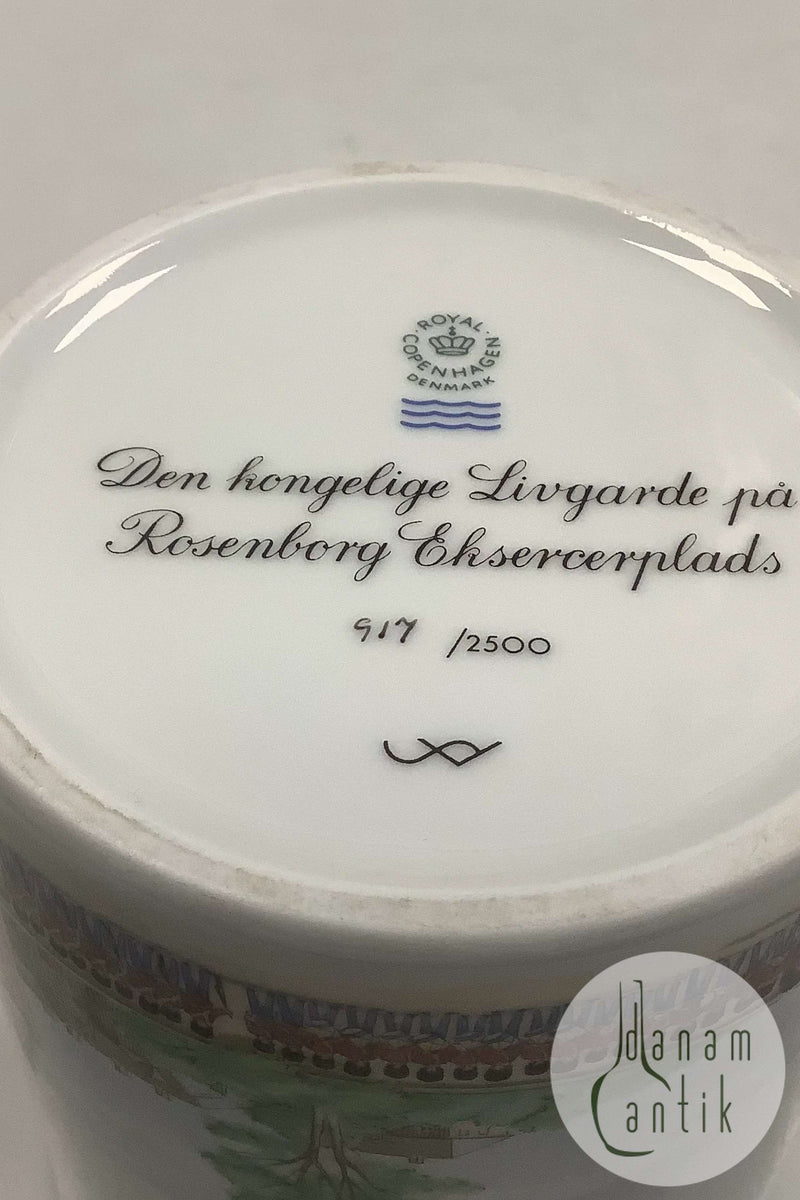 ROYAL
COPENHAGEN
DENMARK
Den kongelige Livgarde på
Rosenborg Eksercerplads
917 /2500
danam
antik